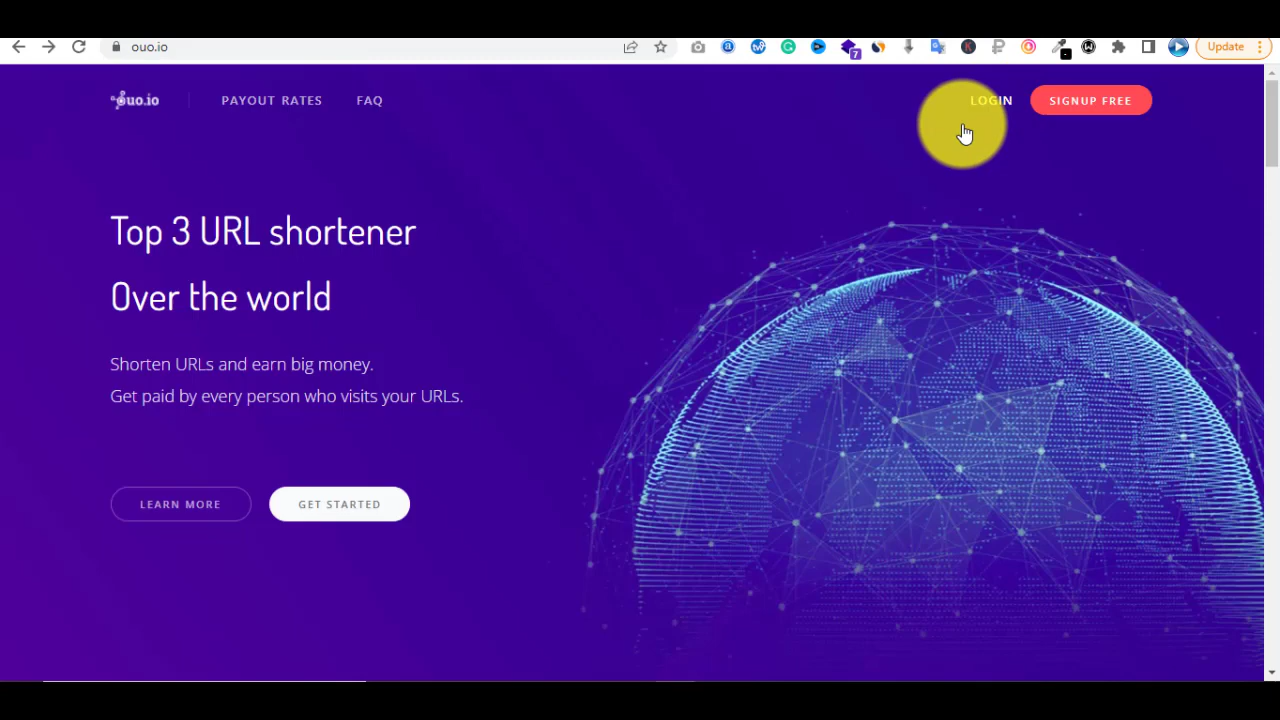 ouo.io
Update
7
ouo.io
PAYOUT RATES
FAQ
LOGIN
SIGNUP FREE
Top 3 URL shortener
Over the world
Shorten URLs and earn big money.
Get paid by every person who visits your URLs.
LEARN MORE
GET STARTED